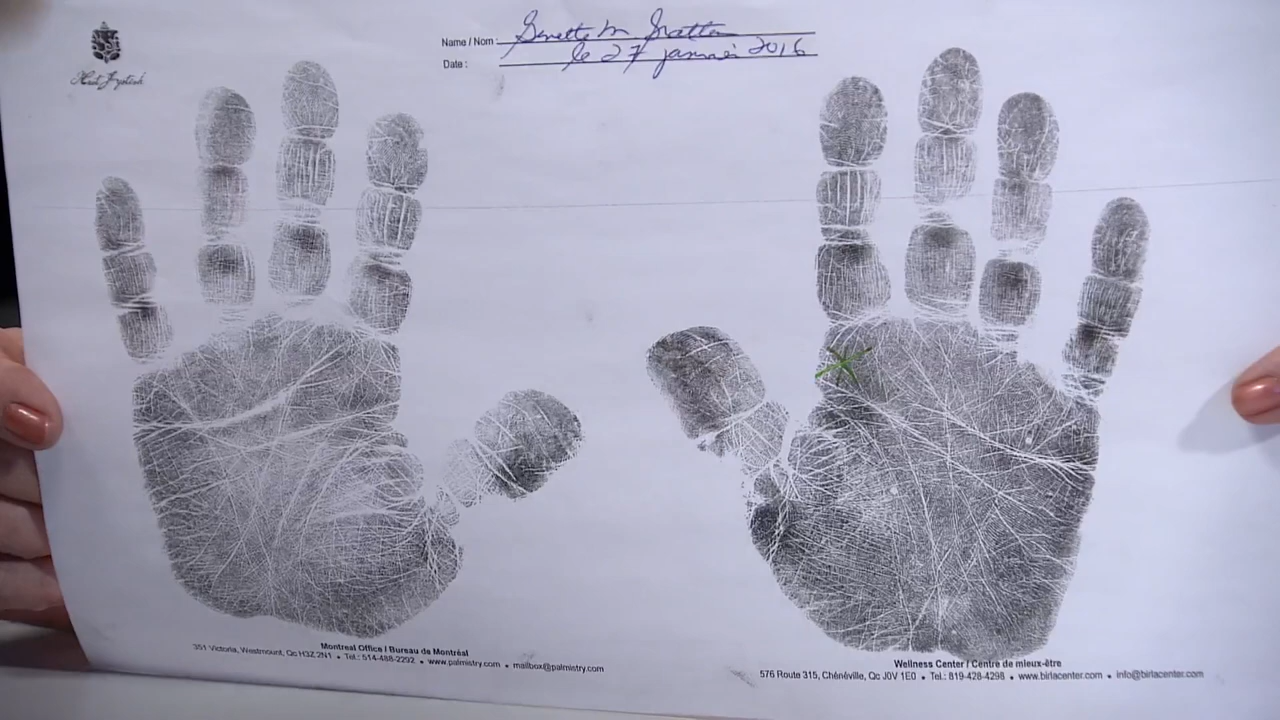 Name / Nom :
Date : le 27 janvier 2016
Montreal Office / Bureau de Montréal
351 Victoria, Westmount, Qc H3Z 2N1 • Tel.: 514-488-2292 • www.palmistry.com • mailbox@palmistry.com
Wellness Center / Centre de mieux-être
576 Route 315, Chénéville, Qc J0V 1E0 • Tel.: 819-428-4298 • www.birlacenter.com • info@birlacenter.com